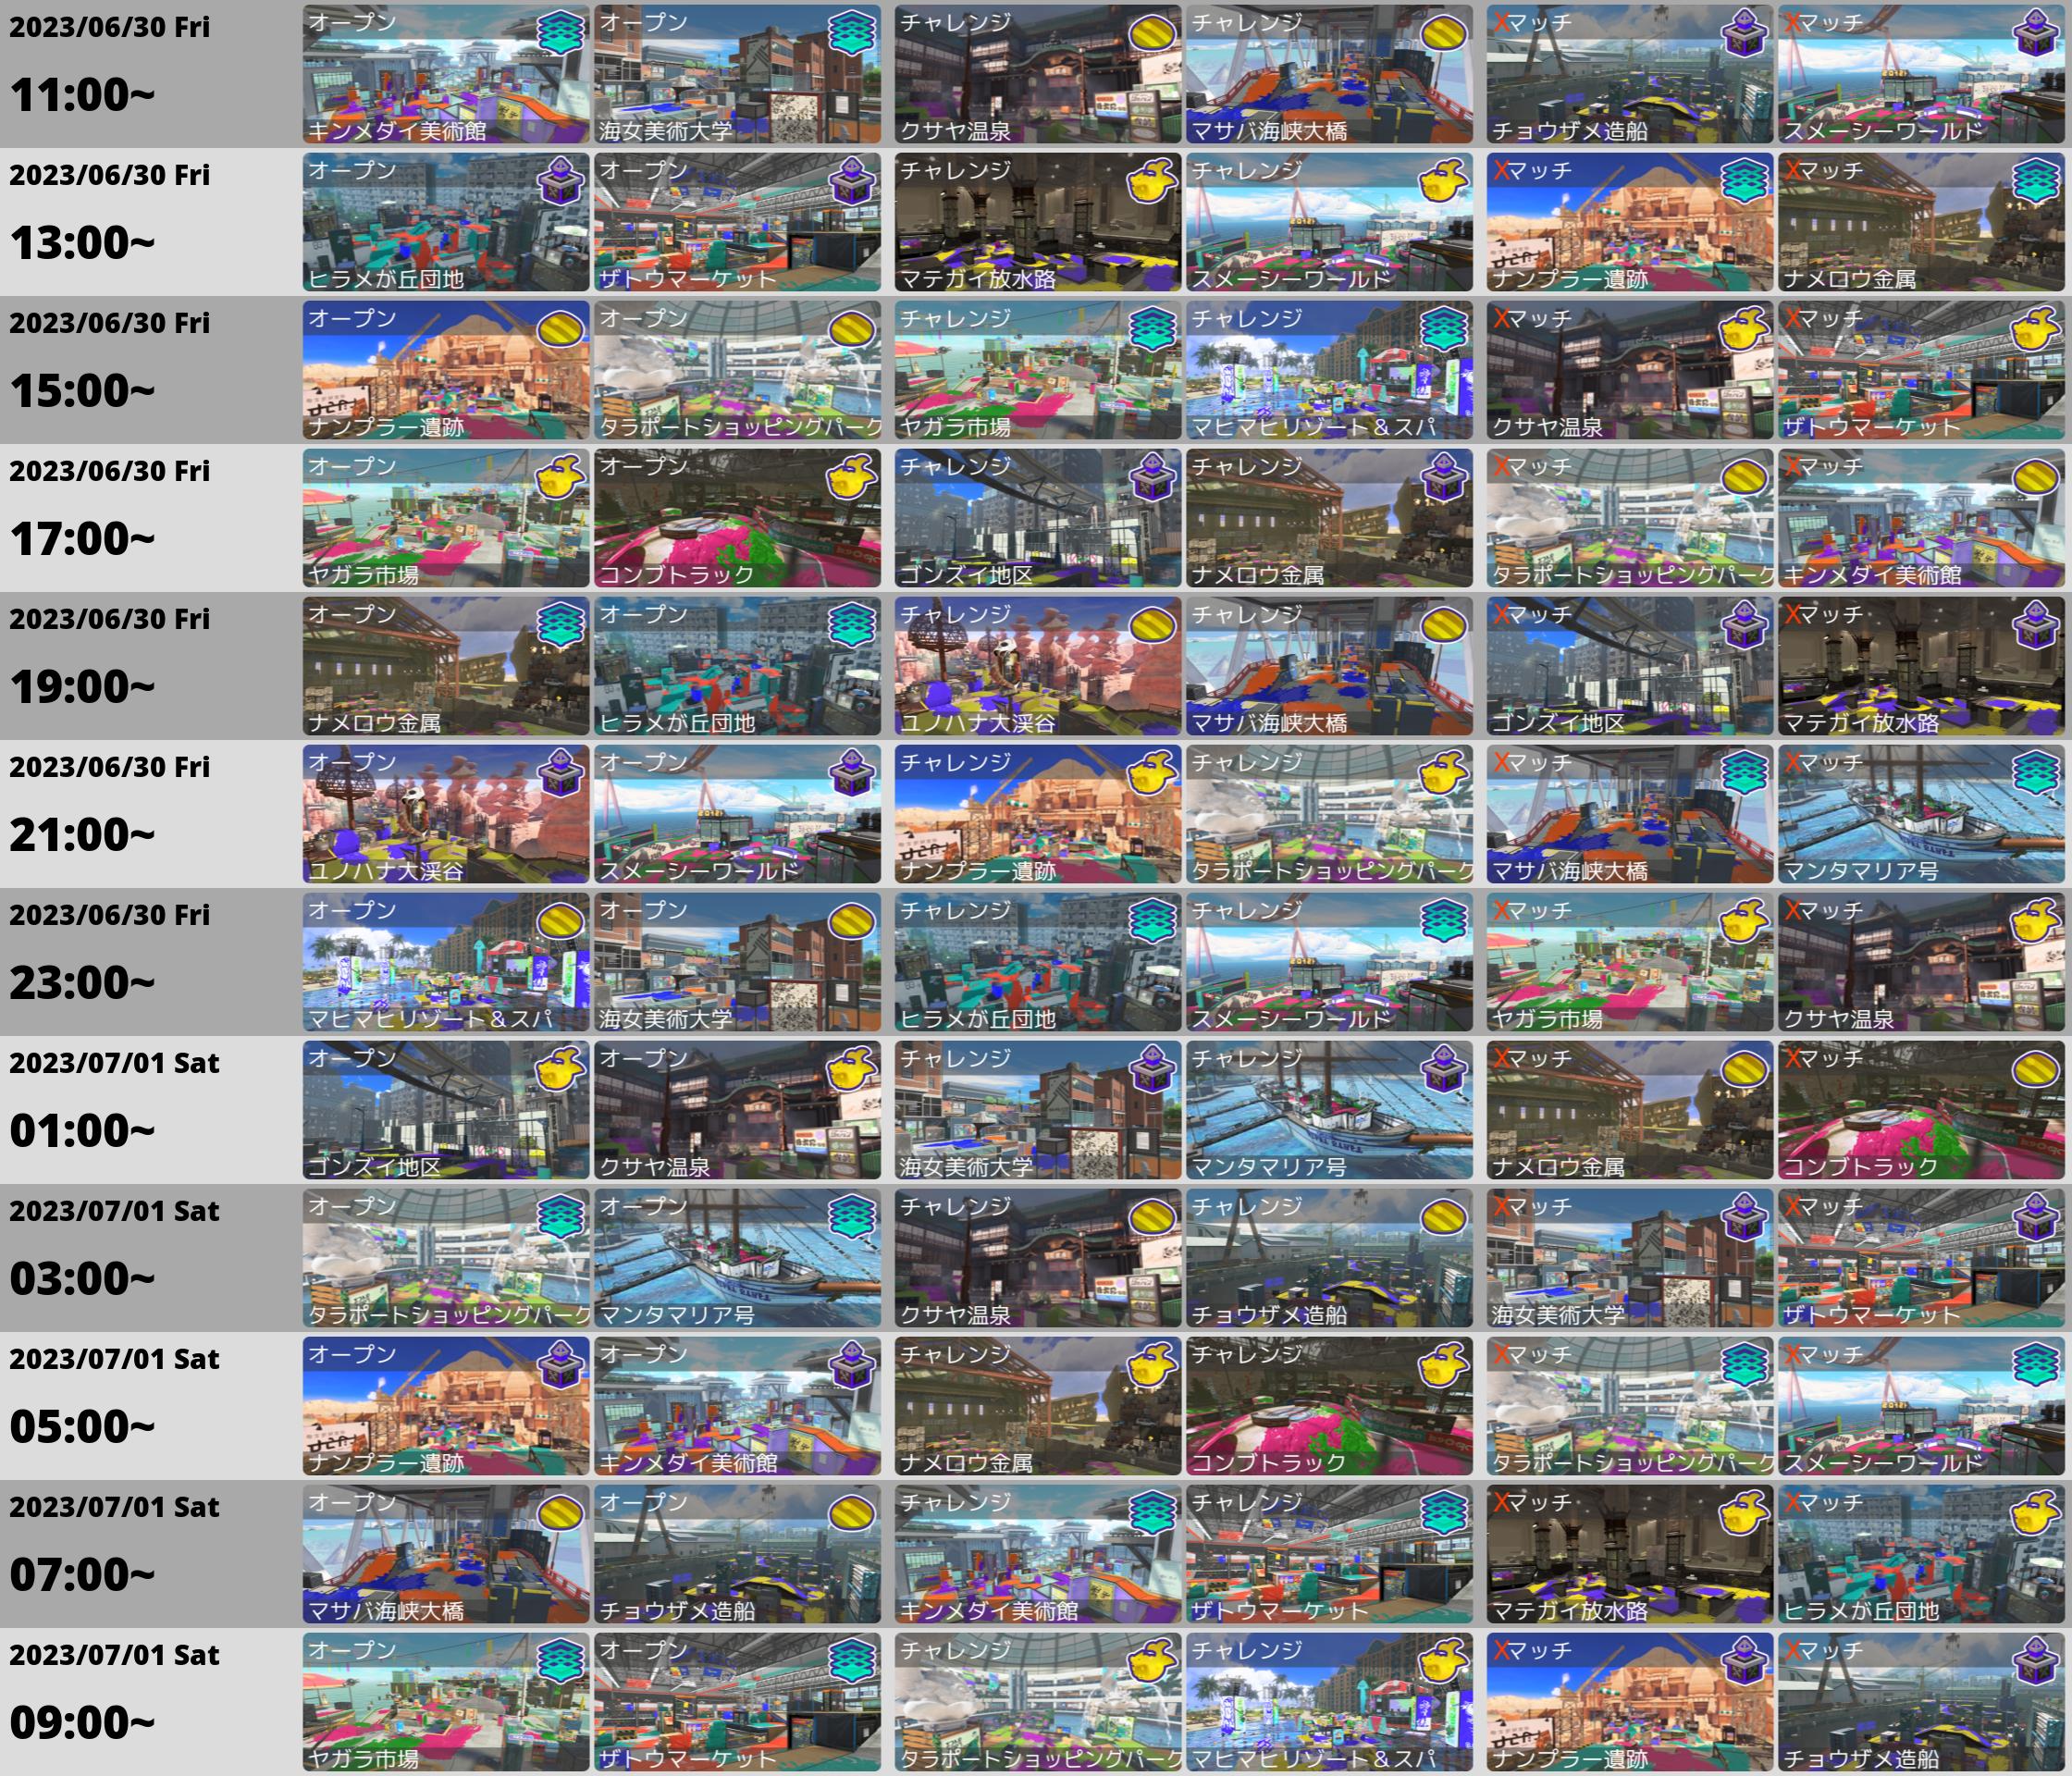 2023/06/30 Fri
11:00~
オープン
キンメダイ美術館
オープン
海女美術大学
チャレンジ
クサヤ温泉
チャレンジ
マサバ海峡大橋
Xマッチ
チョウザメ造船
Xマッチ
スメーシーワールド
2023/06/30 Fri
13:00~
オープン
ヒラメが丘団地
オープン
ザトウマーケット
チャレンジ
マテガイ放水路
チャレンジ
スメーシーワールド
Xマッチ
ナンプラー遺跡
Xマッチ
ナメロウ金属
2023/06/30 Fri
15:00~
オープン
ナンプラー遺跡
オープン
タラポートショッピングパーク
チャレンジ
ヤガラ市場
チャレンジ
マヒマヒリゾート＆スパ
Xマッチ
クサヤ温泉
Xマッチ
ザトウマーケット
2023/06/30 Fri
17:00~
オープン
ヤガラ市場
オープン
コンブトラック
チャレンジ
ゴンズイ地区
チャレンジ
ナメロウ金属
Xマッチ
タラポートショッピングパーク
Xマッチ
キンメダイ美術館
2023/06/30 Fri
19:00~
オープン
ナメロウ金属
オープン
ヒラメが丘団地
チャレンジ
ユノハナ大渓谷
チャレンジ
マサバ海峡大橋
Xマッチ
ゴンズイ地区
Xマッチ
マテガイ放水路
2023/06/30 Fri
21:00~
オープン
ユノハナ大渓谷
オープン
スメーシーワールド
チャレンジ
ナンプラー遺跡
チャレンジ
タラポートショッピングパーク
Xマッチ
マサバ海峡大橋
Xマッチ
マンタマリア号
2023/06/30 Fri
23:00~
オープン
マヒマヒリゾート＆スパ
オープン
海女美術大学
チャレンジ
ヒラメが丘団地
チャレンジ
スメーシーワールド
Xマッチ
ヤガラ市場
Xマッチ
クサヤ温泉
2023/07/01 Sat
01:00~
オープン
ゴンズイ地区
オープン
クサヤ温泉
チャレンジ
海女美術大学
チャレンジ
マンタマリア号
Xマッチ
ナメロウ金属
Xマッチ
コンブトラック
2023/07/01 Sat
03:00~
オープン
タラポートショッピングパーク
オープン
マンタマリア号
チャレンジ
クサヤ温泉
チャレンジ
チョウザメ造船
Xマッチ
海女美術大学
Xマッチ
ザトウマーケット
2023/07/01 Sat
05:00~
オープン
ナンプラー遺跡
オープン
キンメダイ美術館
チャレンジ
ナメロウ金属
チャレンジ
コンブトラック
Xマッチ
タラポートショッピングパーク
Xマッチ
スメーシーワールド
2023/07/01 Sat
07:00~
オープン
マサバ海峡大橋
オープン
チョウザメ造船
チャレンジ
キンメダイ美術館
チャレンジ
ザトウマーケット
Xマッチ
マテガイ放水路
Xマッチ
ヒラメが丘団地
2023/07/01 Sat
09:00~
オープン
ヤガラ市場
オープン
ザトウマーケット
チャレンジ
タラポートショッピングパーク
チャレンジ
マヒマヒリゾート＆スパ
Xマッチ
ナンプラー遺跡
Xマッチ
チョウザメ造船